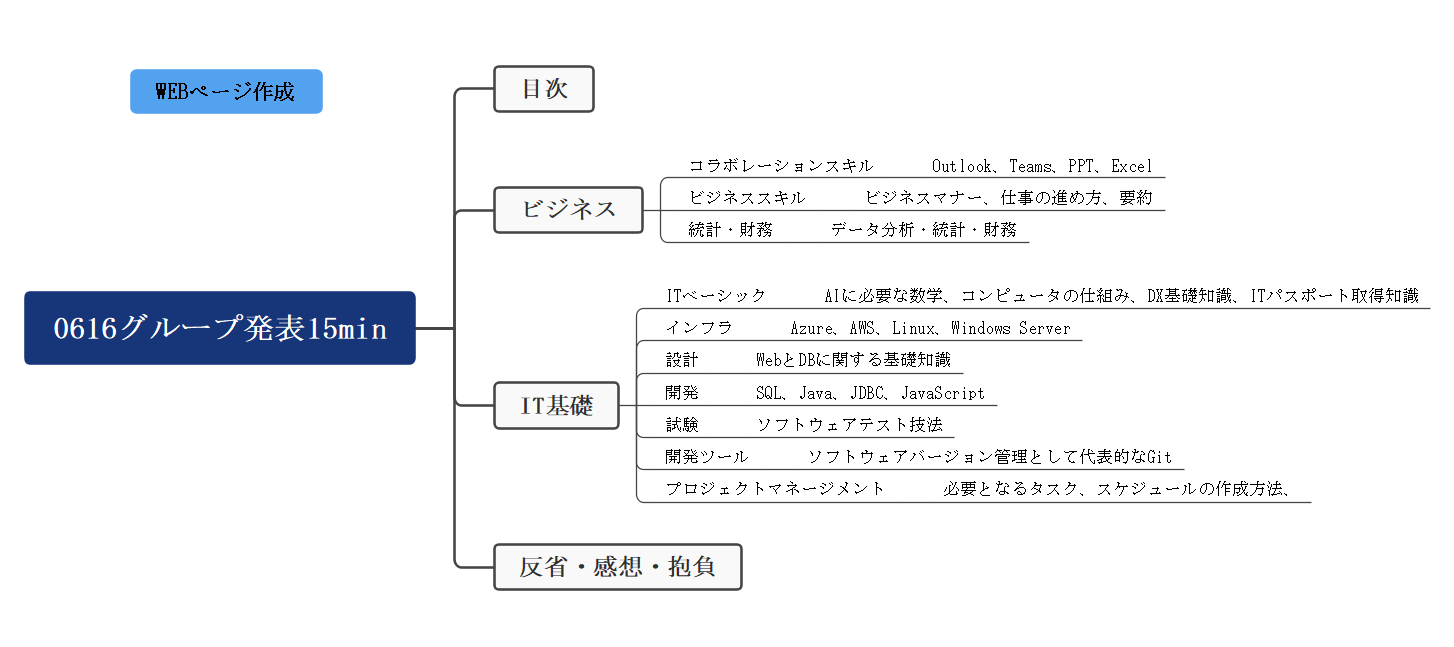 WEBページ作成
0616グループ発表15min
目次
ビジネス
コラボレーションスキル Outlook、Teams、PPT、Excel
ビジネススキル ビジネスマナー、仕事の進め方、要約
統計・財務 データ分析・統計・財務
IT基礎
ITベーシック AIに必要な数学、コンピュータの仕組み、DX基礎知識、ITパスポート取得知識
インフラ Azure、AWS、Linux、Windows Server
設計 WebとDBに関する基礎知識
開発 SQL、Java、JDBC、JavaScript
試験 ソフトウェアテスト技法
開発ツール ソフトウェアバージョン管理として代表的なGit
プロジェクトマネージメント 必要となるタスク、スケジュールの作成方法、
反省・感想・抱負